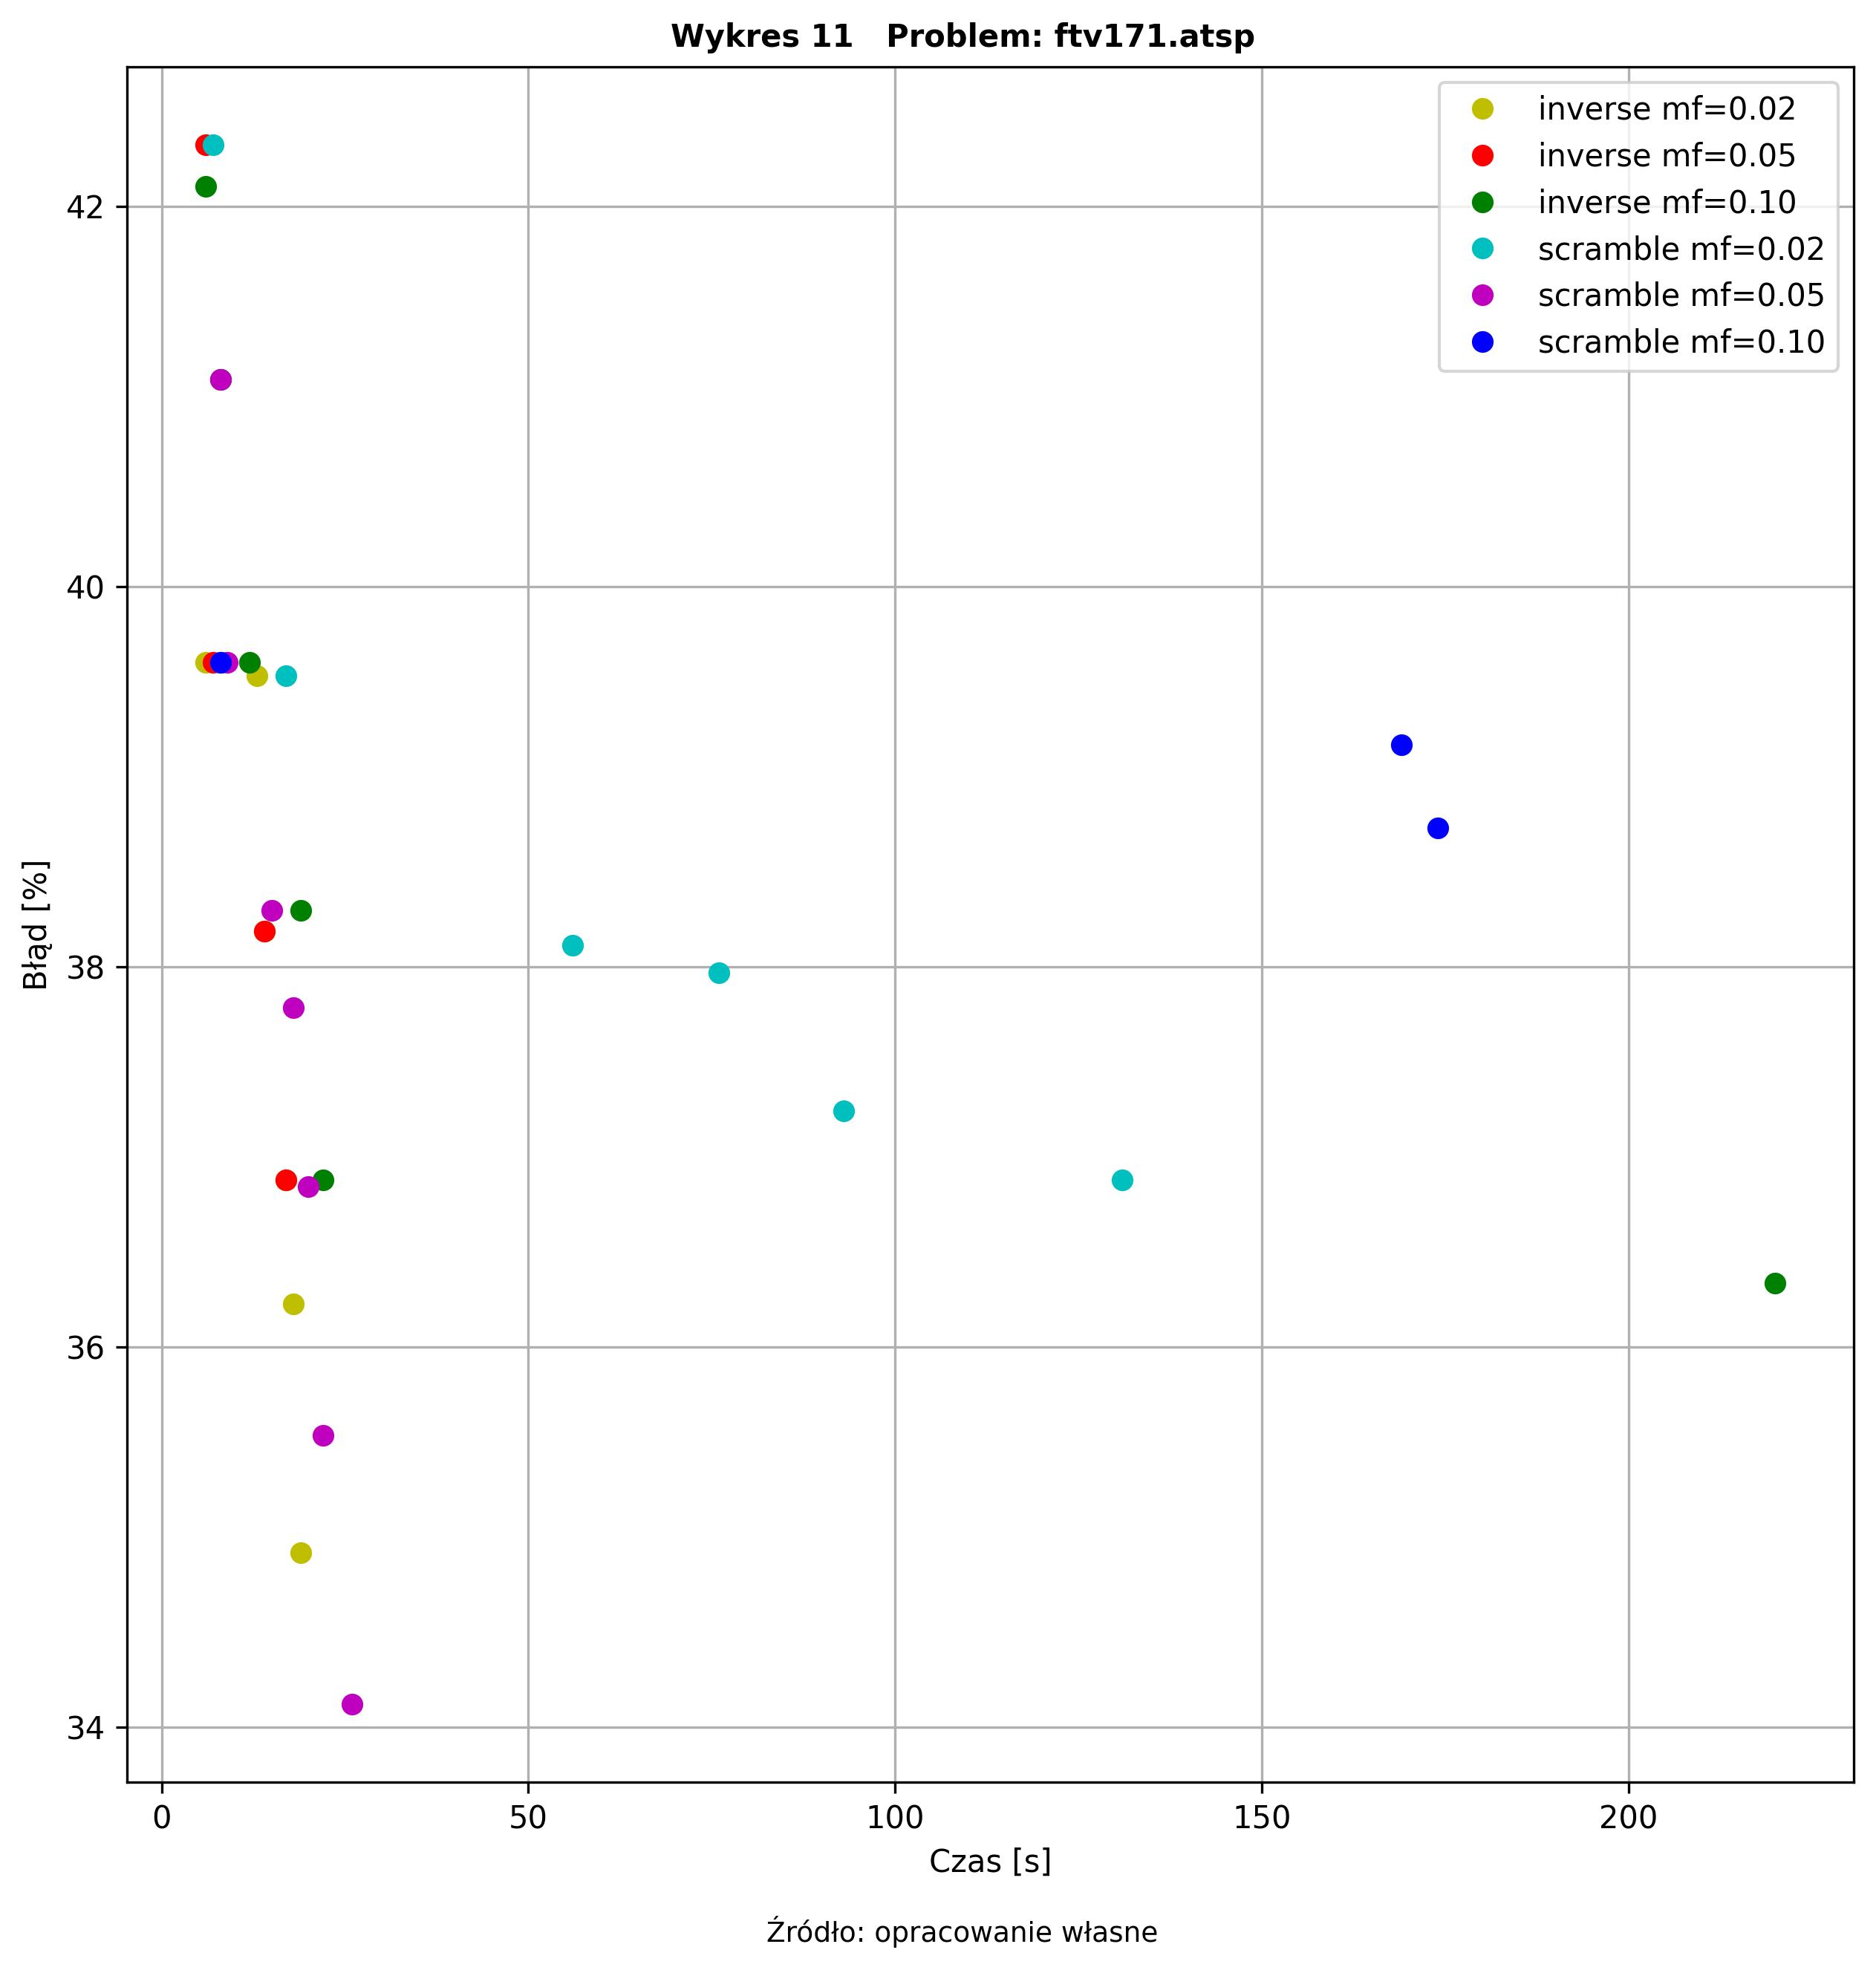 Wykres 11   Problem: ftv171.atsp
inverse mf=0.02
inverse mf=0.05
inverse mf=0.10
scramble mf=0.02
scramble mf=0.05
scramble mf=0.10
42
40
38
36
34
Błąd [%]
0 50 100 150 200
Czas [s]
Źródło: opracowanie własne